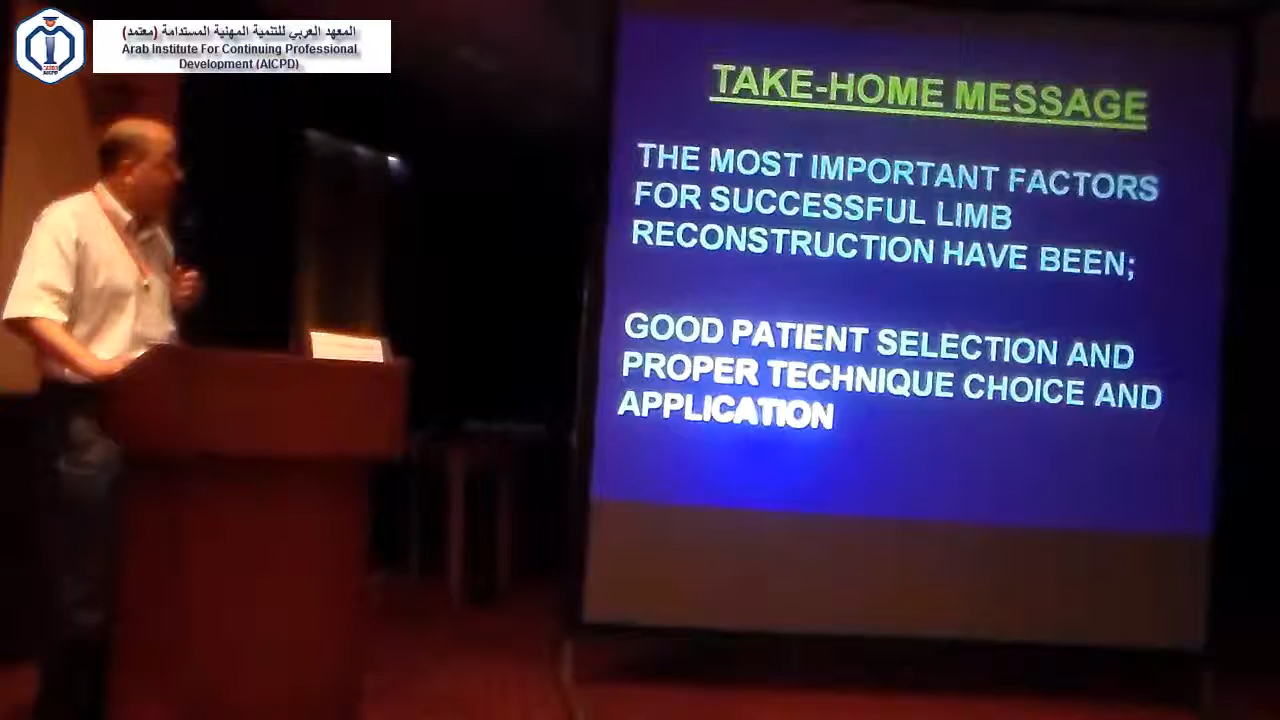 المعهد العربي للتنمية المهنية المستدامة (معتمد)
Arab Institute For Continuing Professional
Development (AICPD)
AICPD
TAKE-HOME MESSAGE
THE MOST IMPORTANT FACTORS
FOR SUCCESSFUL LIMB
RECONSTRUCTION HAVE BEEN;
GOOD PATIENT SELECTION AND
PROPER TECHNIQUE CHOICE AND
APPLICATION